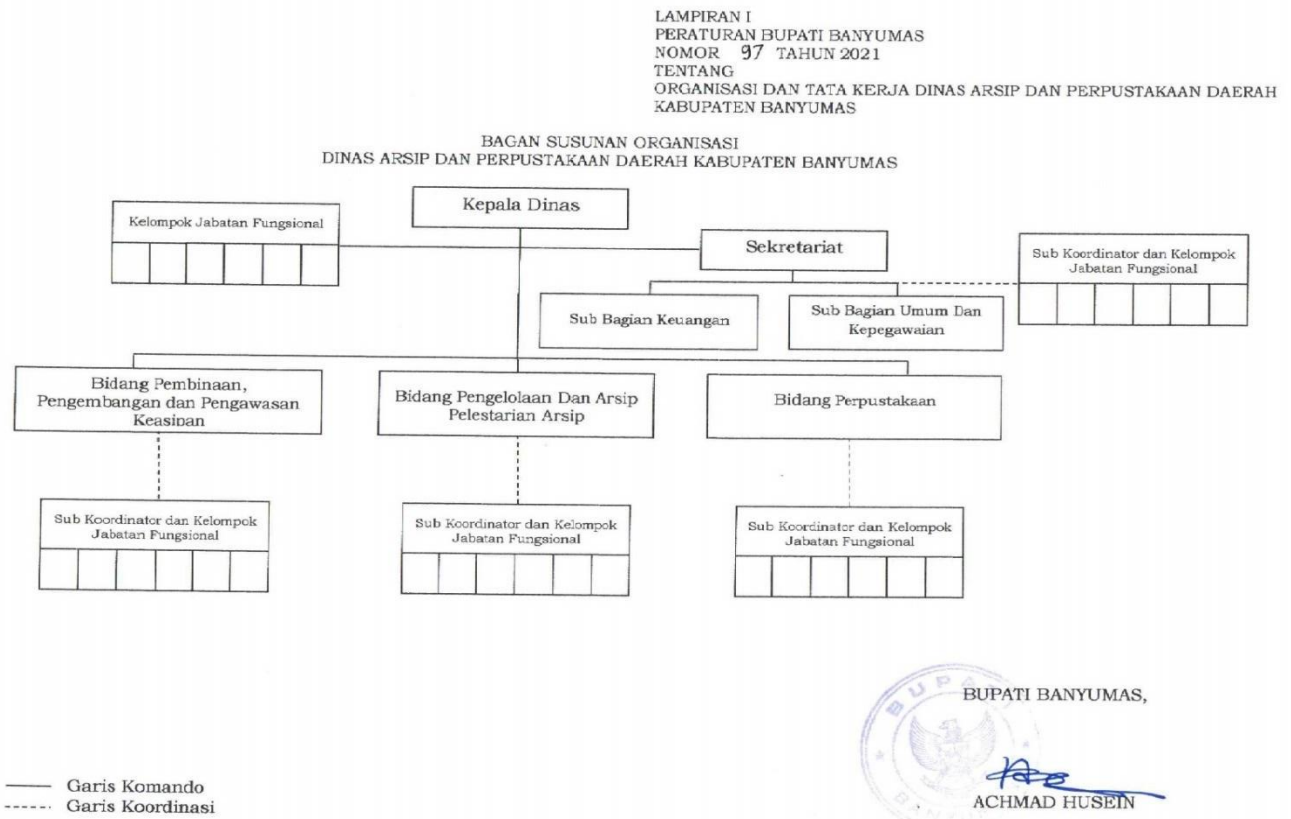 LAMPIRAN I
PERATURAN BUPATI BANYUMAS
NOMOR 97 TAHUN 2021
TENTANG
ORGANISASI DAN TATA KERJA DINAS ARSIP DAN PERPUSTAKAAN DAERAH
KABUPATEN BANYUMAS
BAGAN SUSUNAN ORGANISASI
DINAS ARSIP DAN PERPUSTAKAAN DAERAH KABUPATEN BANYUMAS
Kepala Dinas
Kelompok Jabatan Fungsional
Sekretariat
Sub Koordinator dan Kelompok
Jabatan Fungsional
Sub Bagian Keuangan
Sub Bagian Umum Dan
Kepegawaian
Bidang Pembinaan,
Pengembangan dan Pengawasan
Keasipan
Bidang Pengelolaan Dan Arsip
Pelestarian Arsip
Bidang Perpustakaan
Sub Koordinator dan Kelompok
Jabatan Fungsional
Sub Koordinator dan Kelompok
Jabatan Fungsional
Sub Koordinator dan Kelompok
Jabatan Fungsional
BUPATI
BUPATI BANYUMAS,
ACHMAD HUSEIN
Garis Komando
Garis Koordinasi